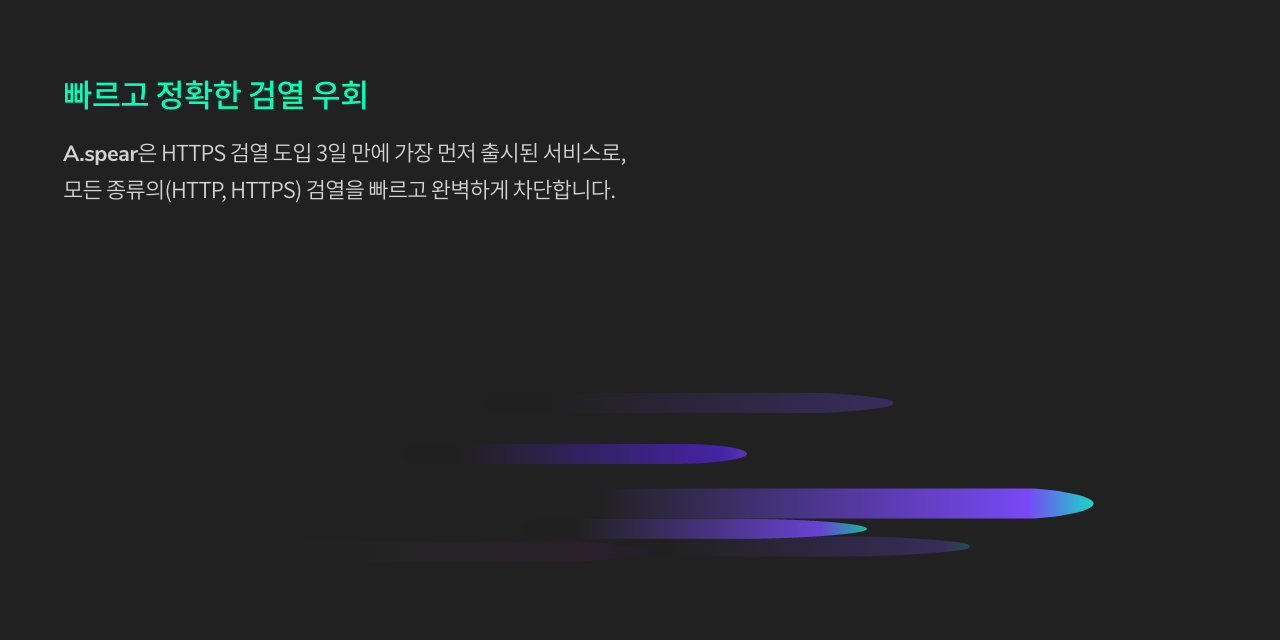 빠르고 정확한 검열 우회
A.spear은 HTTPS 검열 도입 3일 만에 가장 먼저 출시된 서비스로,
모든 종류의(HTTP, HTTPS) 검열을 빠르고 완벽하게 차단합니다.